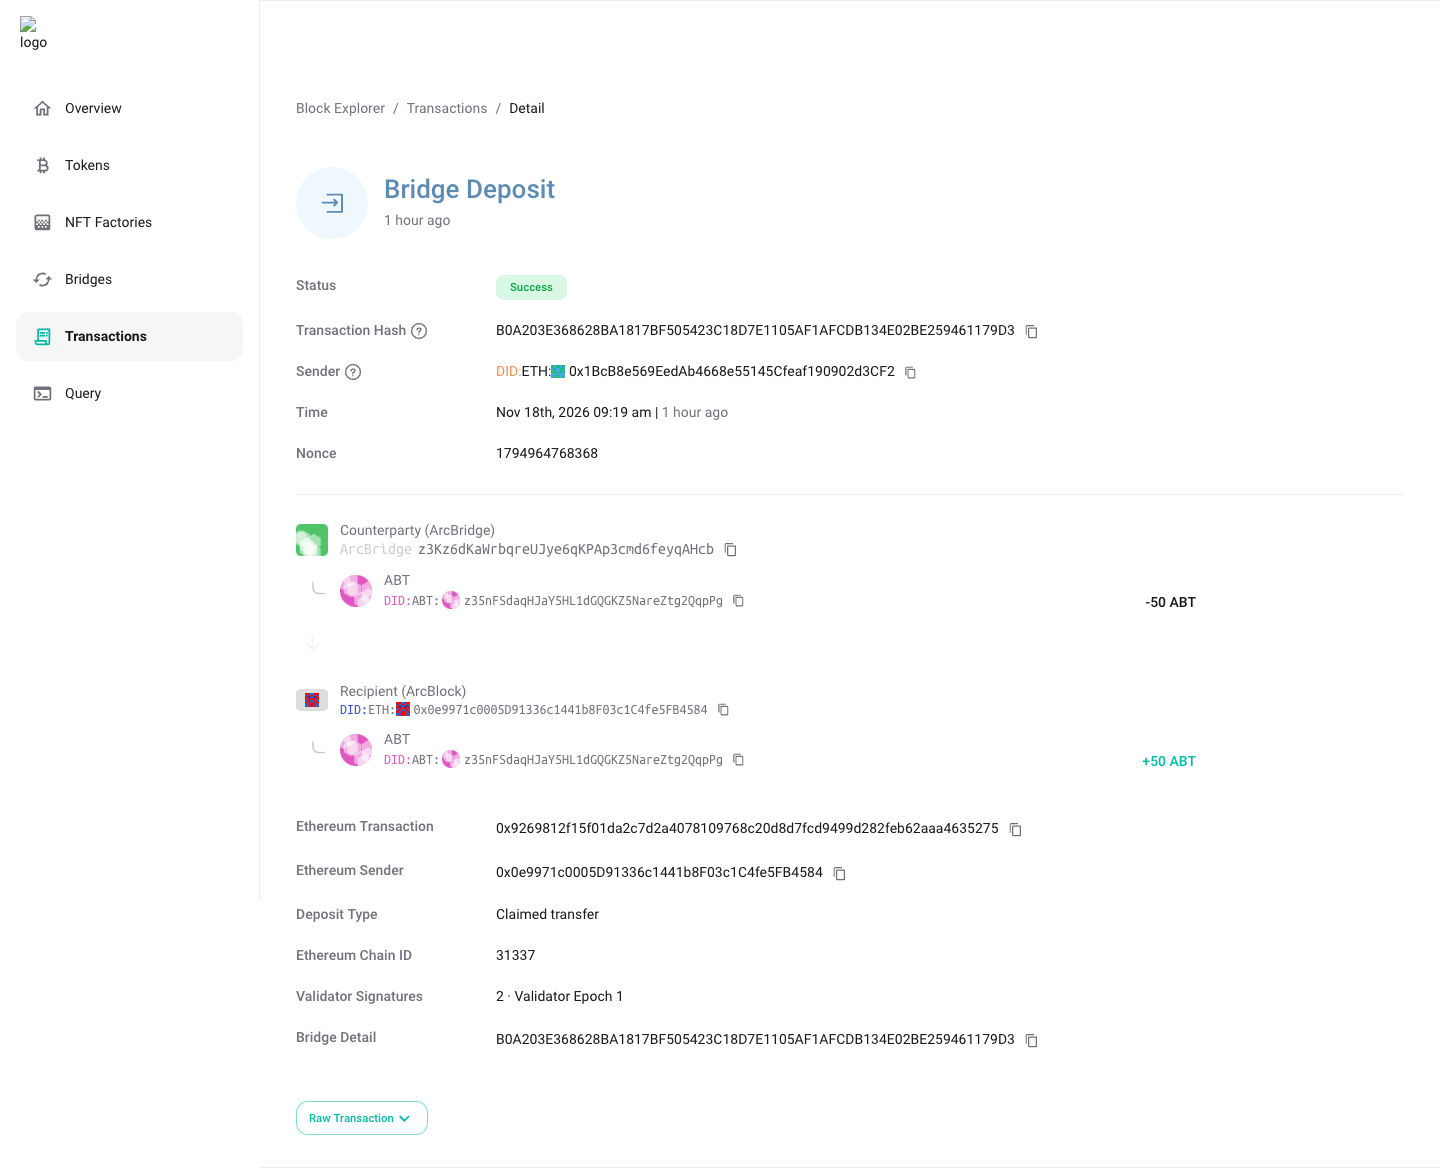 logo
Overview
Tokens
NFT Factories
Bridges
Transactions
Query
Block Explorer / Transactions / Detail
Bridge Deposit
1 hour ago
Status Success
Transaction Hash B0A203E368628BA1817BF505423C18D7E1105AF1AFCDB134E02BE259461179D3
Sender DID:ETH: 0x1BcB8e569EedAb4668e55145Cfeaf190902d3CF2
Time Nov 18th, 2026 09:19 am | 1 hour ago
Nonce 1794964768368
Counterparty (ArcBridge)
ArcBridge z3Kz6dKaWrbqreUJye6qKPAp3cmd6feyqAHcb
ABT
DID:ABT: z35nFSdaqHJaY5HL1dGQGKZ5NareZtg2QqpPg
-50 ABT
Recipient (ArcBlock)
DID:ETH: 0x0e9971c0005D91336c1441b8F03c1C4fe5FB4584
ABT
DID:ABT: z35nFSdaqHJaY5HL1dGQGKZ5NareZtg2QqpPg
+50 ABT
Ethereum Transaction 0x9269812f15f01da2c7d2a4078109768c20d8d7fcd9499d282feb62aaa4635275
Ethereum Sender 0x0e9971c0005D91336c1441b8F03c1C4fe5FB4584
Deposit Type Claimed transfer
Ethereum Chain ID 31337
Validator Signatures 2 · Validator Epoch 1
Bridge Detail B0A203E368628BA1817BF505423C18D7E1105AF1AFCDB134E02BE259461179D3
Raw Transaction